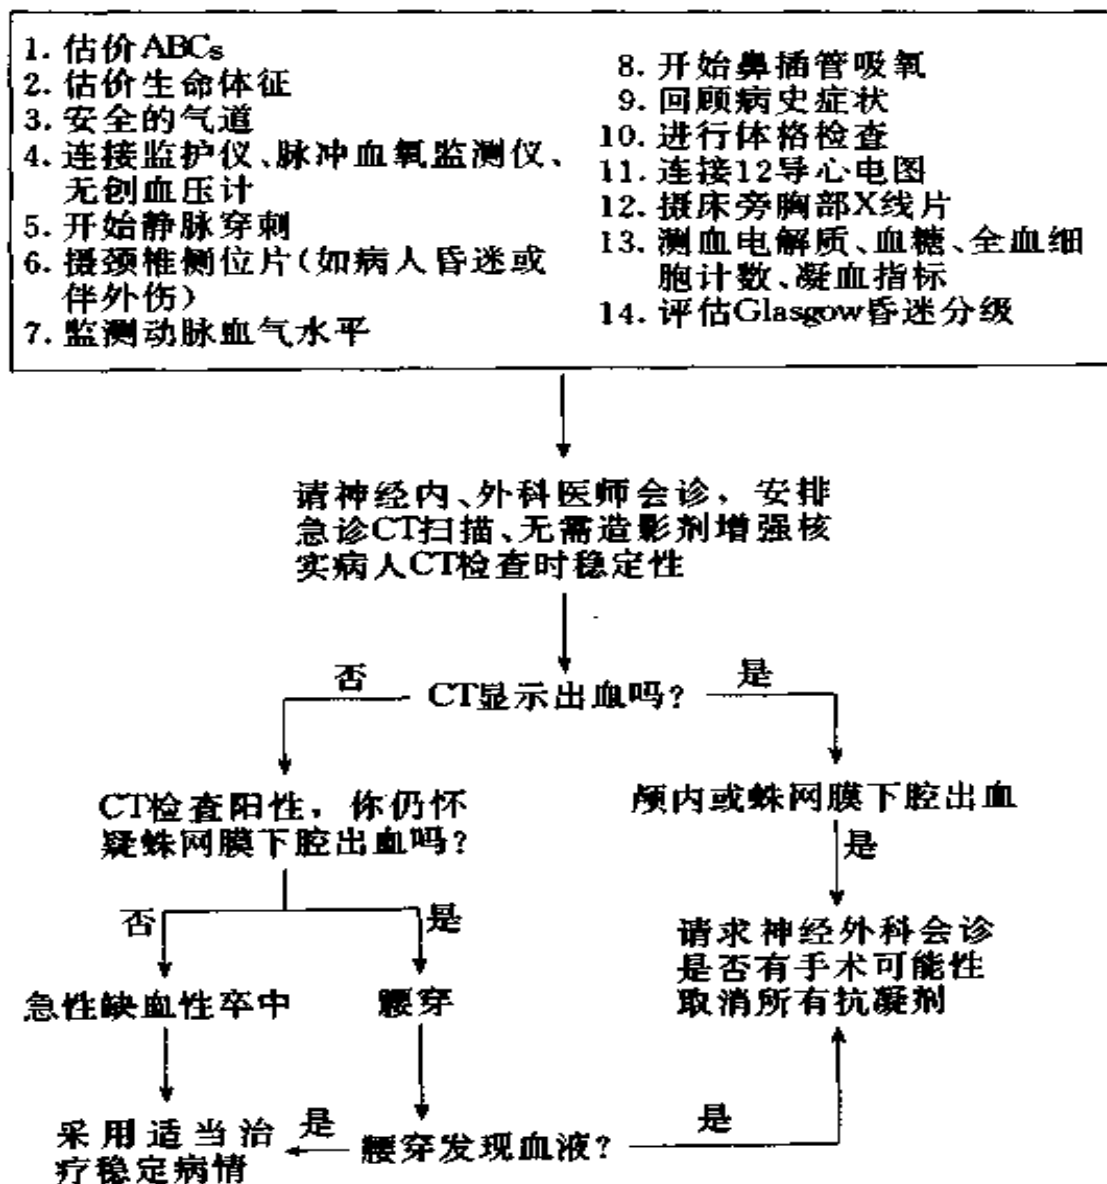 1. 估价ABCs
2. 估价生命体征
3. 安全的气道
4. 连接监护仪、脉冲血氧监测仪、
无创血压计
5. 开始静脉穿刺
6. 摄颈椎侧位片(如病人昏迷或
伴外伤)
7. 监测动脉血气水平
8. 开始鼻插管吸氧
9. 回顾病史症状
10. 进行体格检查
11. 连接12导心电图
12. 摄床旁胸部X线片
13. 测血电解质、血糖、全血细
胞计数、凝血指标
14. 评估Glasgow昏迷分级
请神经内、外科医师会诊，安排
急诊CT扫描、无需造影剂增强核
实病人CT检查时稳定性
否
是
CT显示出血吗?
CT检查阳性，你仍怀
疑蛛网膜下腔出血吗?
颅内或蛛网膜下腔出血
是
否
是
请求神经外科会诊
是否有手术可能性
取消所有抗凝剂
急性缺血性卒中
腰穿
采用适当治
疗稳定病情
是
腰穿发现血液?
是